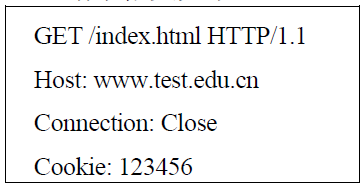 GET /index.html HTTP/1.1
Host: www.test.edu.cn
Connection: Close
Cookie: 123456